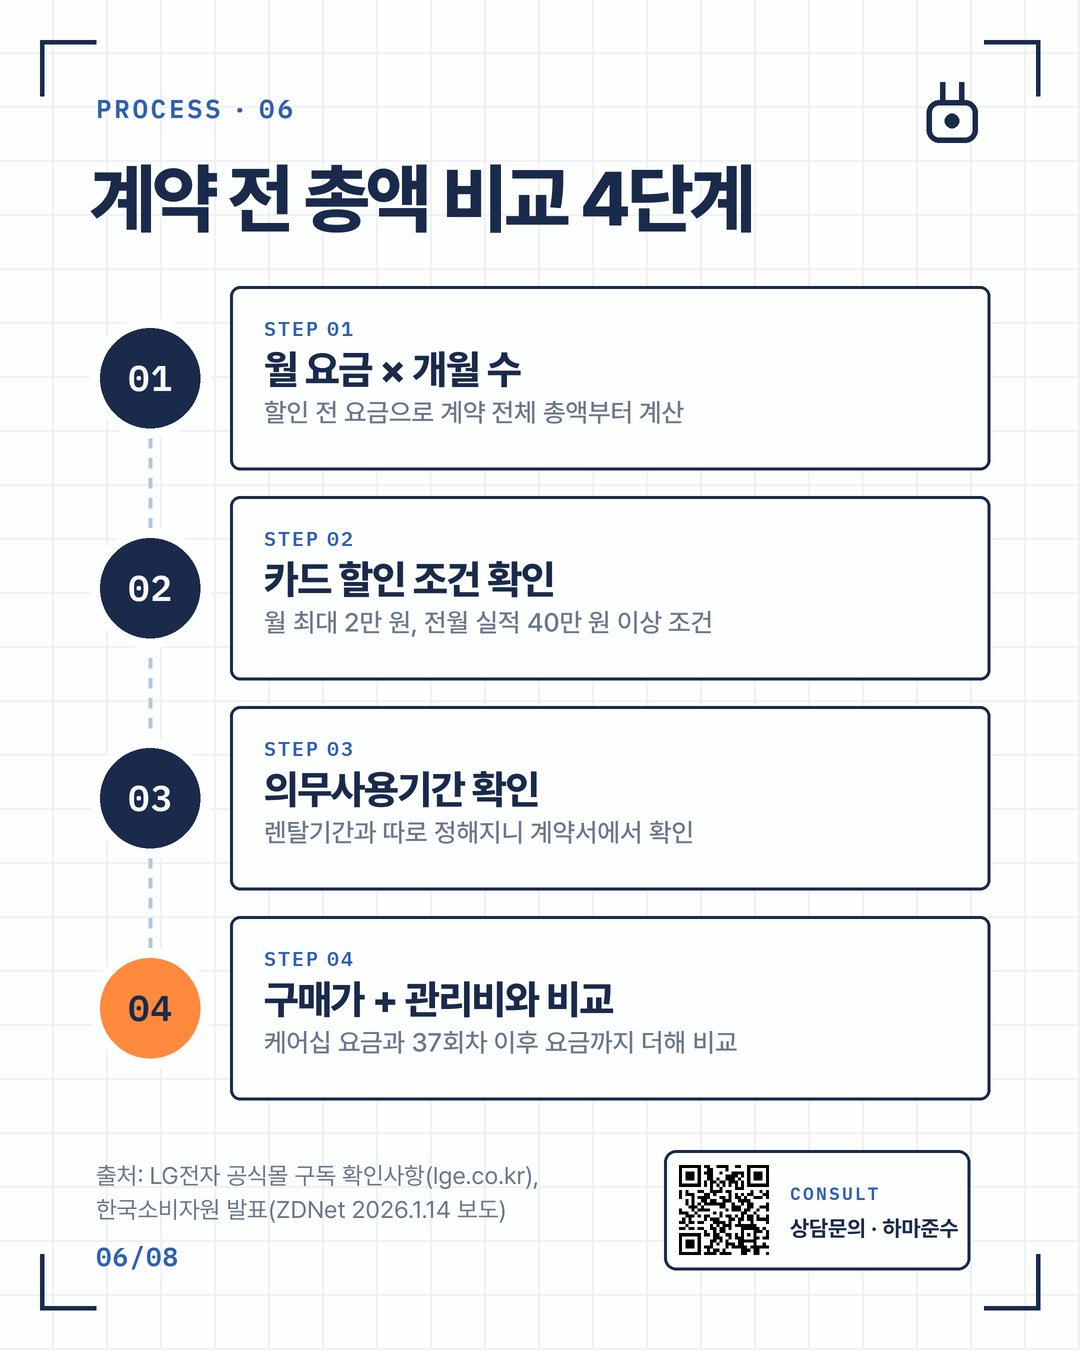 PROCESS · 06
계약 전 총액 비교 4단계
01
STEP 01
월 요금 × 개월 수
할인 전 요금으로 계약 전체 총액부터 계산
02
STEP 02
카드 할인 조건 확인
월 최대 2만 원, 전월 실적 40만 원 이상 조건
03
STEP 03
의무사용기간 확인
렌탈기간과 따로 정해지니 계약서에서 확인
04
STEP 04
구매가 + 관리비와 비교
케어십 요금과 37회차 이후 요금까지 더해 비교
출처: LG전자 공식몰 구독 확인사항(lge.co.kr),
한국소비자원 발표(ZDNet 2026.1.14 보도)
06/08
CONSULT
상담문의 · 하마준수